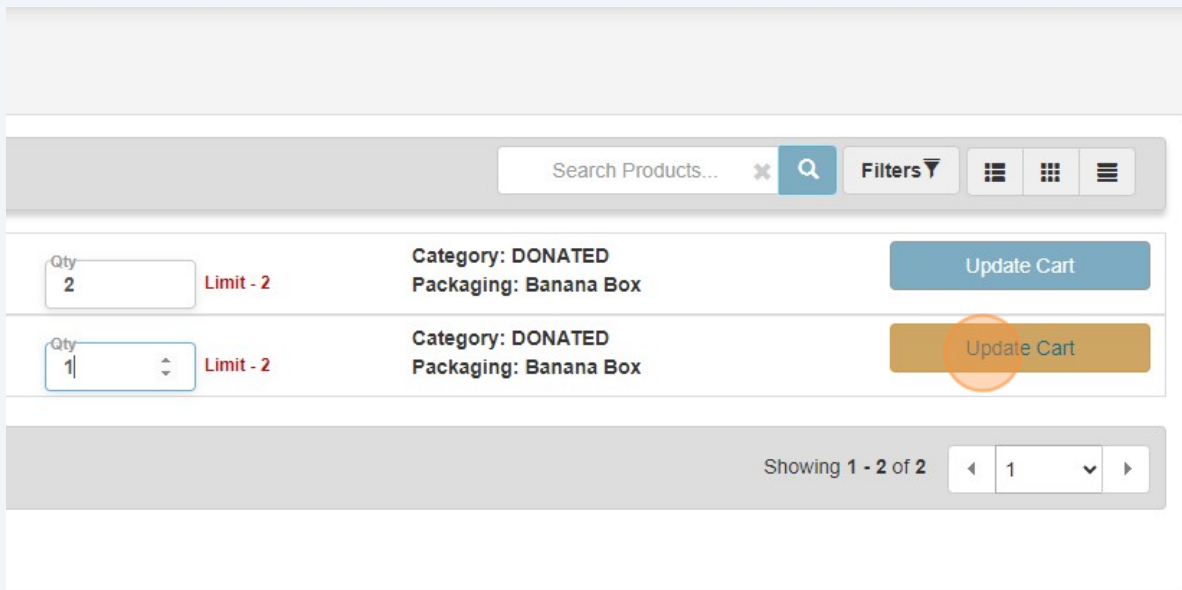 Search Products...
Filters
Qty
2
Limit - 2
Category: DONATED
Packaging: Banana Box
Update Cart
Qty
1
Limit - 2
Category: DONATED
Packaging: Banana Box
Update Cart
Showing 1 - 2 of 2
1